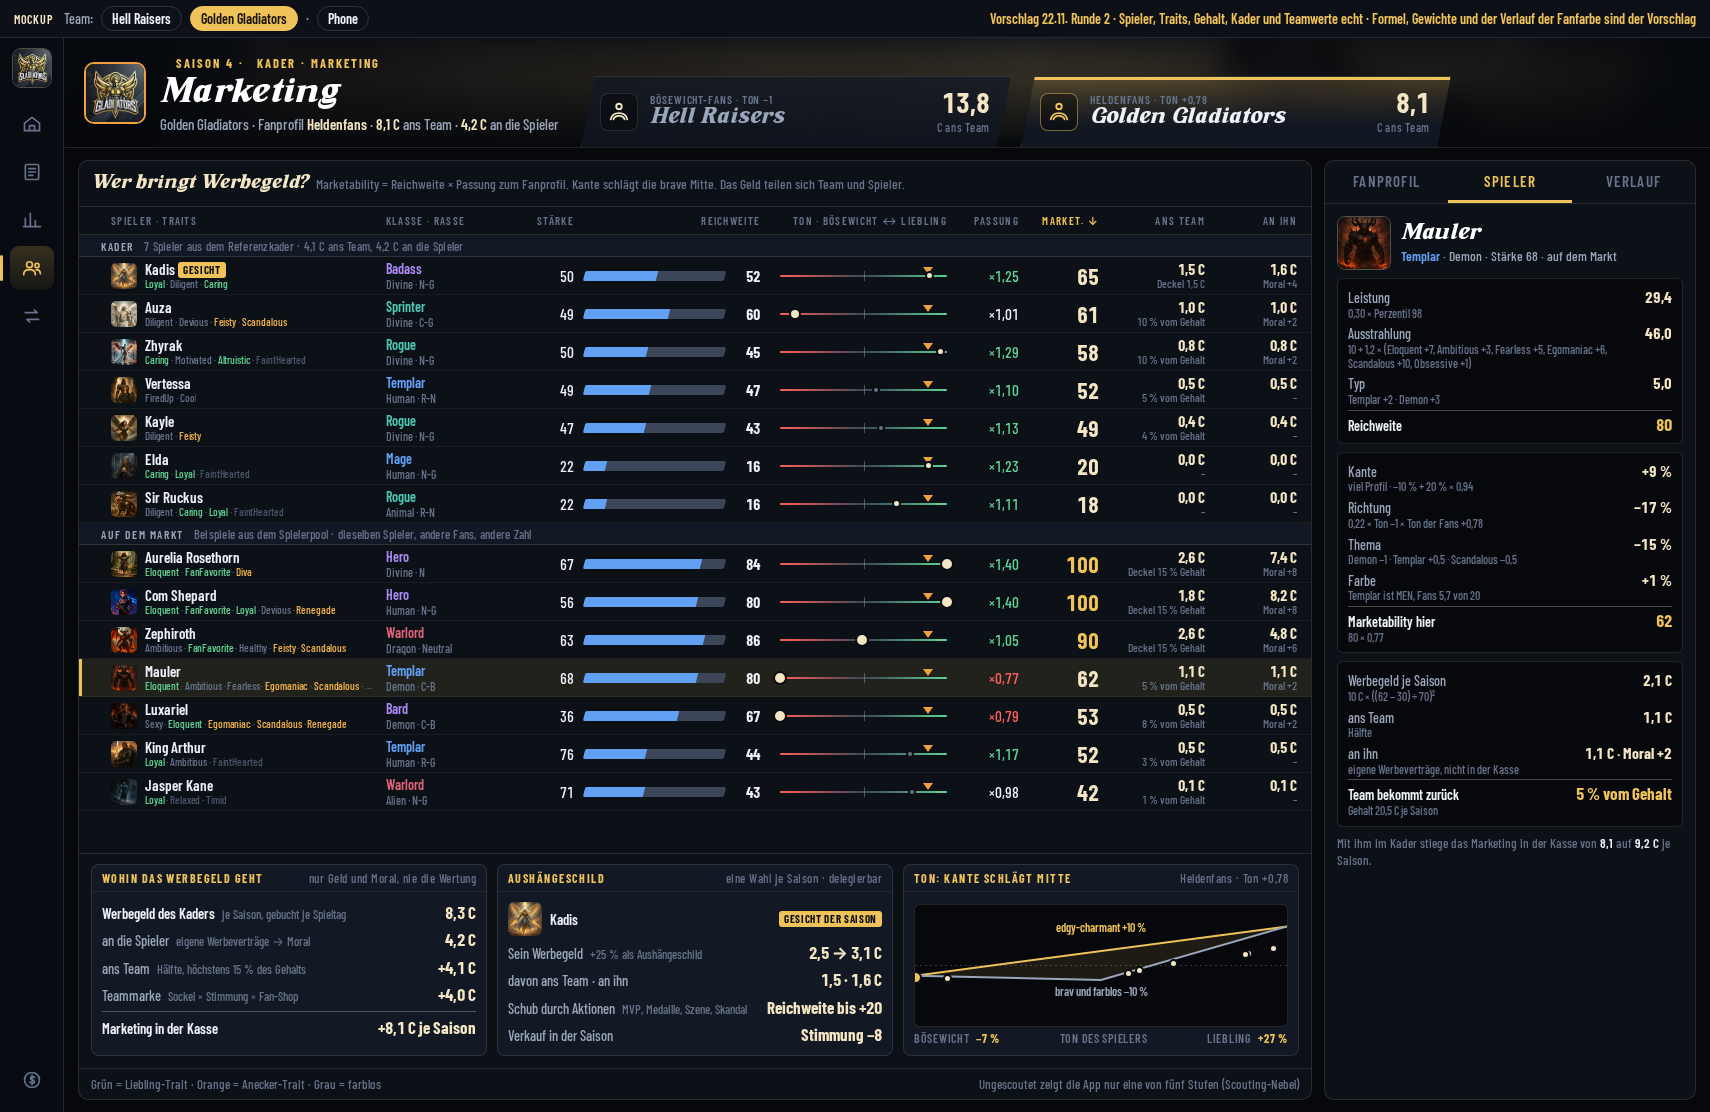 MOCKUP Team: Hell Raisers Golden Gladiators · Phone
Vorschlag 22.11. Runde 2 · Spieler, Traits, Gehalt, Kader und Teamwerte echt · Formel, Gewichte und der Verlauf der Fanfarbe sind der Vorschlag
SAISON 4 · KADER · MARKETING
Marketing
Golden Gladiators · Fanprofil Heldenfans · 8,1 C ans Team · 4,2 C an die Spieler
BÖSEWICHT-FANS · TON −1
Hell Raisers
13,8
C ans Team
HELDENFANS · TON +0,78
Golden Gladiators
8,1
C ans Team
Wer bringt Werbegeld? Marketability = Reichweite × Passung zum Fanprofil. Kante schlägt die brave Mitte. Das Geld teilen sich Team und Spieler.
SPIELER · TRAITS KLASSE · RASSE STÄRKE REICHWEITE TON · BÖSEWICHT ↔ LIEBLING PASSUNG MARKET. ↓ ANS TEAM AN IHN
KADER 7 Spieler aus dem Referenzkader · 4,1 C ans Team, 4,2 C an die Spieler
Kadis GESICHT Badass 50 52 ×1,25 65 1,5 C 1,6 C
Loyal · Diligent · Caring Divine · N-G Deckel 1,5 C Moral +4
Auza Sprinter 49 60 ×1,01 61 1,0 C 1,0 C
Diligent · Devious · Feisty · Scandalous Divine · C-G 10 % vom Gehalt Moral +2
Zhyrak Rogue 50 45 ×1,29 58 0,8 C 0,8 C
Caring · Motivated · Altruistic · FaintHearted Divine · N-G 10 % vom Gehalt Moral +2
Vertessa Templar 49 47 ×1,10 52 0,5 C 0,5 C
FiredUp · Cool Human · R-N 5 % vom Gehalt –
Kayle Rogue 47 43 ×1,13 49 0,4 C 0,4 C
Diligent · Feisty Divine · N-G 4 % vom Gehalt –
Elda Mage 22 16 ×1,23 20 0,0 C 0,0 C
Caring · Loyal · FaintHearted Human · N-G – –
Sir Ruckus Rogue 22 16 ×1,11 18 0,0 C 0,0 C
Diligent · Caring · Loyal · FaintHearted Animal · R-N – –
AUF DEM MARKT Beispiele aus dem Spielerpool · dieselben Spieler, andere Fans, andere Zahl
Aurelia Rosethorn Hero 67 84 ×1,40 100 2,6 C 7,4 C
Eloquent · FanFavorite · Diva Divine · N Deckel 15 % Gehalt Moral +8
Com Shepard Hero 56 80 ×1,40 100 1,8 C 8,2 C
Eloquent · FanFavorite · Loyal · Devious · Renegade Human · N-G Deckel 15 % Gehalt Moral +8
Zephiroth Warlord 63 86 ×1,05 90 2,6 C 4,8 C
Ambitious · FanFavorite · Healthy · Feisty · Scandalous Dragon · Neutral Deckel 15 % Gehalt Moral +6
Mauler Templar 68 80 ×0,77 62 1,1 C 1,1 C
Eloquent · Ambitious · Fearless · Egomaniac · Scandalous · … Demon · C-B 5 % vom Gehalt Moral +2
Luxariel Bard 36 67 ×0,79 53 0,5 C 0,5 C
Sexy · Eloquent · Egomaniac · Scandalous · Renegade Demon · C-B 8 % vom Gehalt Moral +2
King Arthur Templar 76 44 ×1,17 52 0,5 C 0,5 C
Loyal · Ambitious · FaintHearted Human · R-G 3 % vom Gehalt –
Jasper Kane Warlord 71 43 ×0,98 42 0,1 C 0,1 C
Loyal · Relaxed · Timid Alien · N-G 1 % vom Gehalt –
WOHIN DAS WERBEGELD GEHT nur Geld und Moral, nie die Wertung
Werbegeld des Kaders je Saison, gebucht je Spieltag 8,3 C
an die Spieler eigene Werbeverträge → Moral 4,2 C
ans Team Hälfte, höchstens 15 % des Gehalts +4,1 C
Teammarke Sockel × Stimmung × Fan-Shop +4,0 C
Marketing in der Kasse +8,1 C je Saison
AUSHÄNGESCHILD eine Wahl je Saison · delegierbar
Kadis GESICHT DER SAISON
Sein Werbegeld +25 % als Aushängeschild 2,5 → 3,1 C
davon ans Team · an ihn 1,5 · 1,6 C
Schub durch Aktionen MVP, Medaille, Szene, Skandal Reichweite bis +20
Verkauf in der Saison Stimmung −8
TON: KANTE SCHLÄGT MITTE Heldenfans · Ton +0,78
edgy-charmant +10 %
brav und farblos −10 %
BÖSEWICHT −7 % TON DES SPIELERS LIEBLING +27 %
Grün = Liebling-Trait · Orange = Anecker-Trait · Grau = farblos
Ungescoutet zeigt die App nur eine von fünf Stufen (Scouting-Nebel)
FANPROFIL SPIELER VERLAUF
Mauler
Templar · Demon · Stärke 68 · auf dem Markt
Leistung 29,4
0,30 × Perzentil 98
Ausstrahlung 46,0
10 + 1,2 × (Eloquent +7, Ambitious +3, Fearless +5, Egomaniac +6,
Scandalous +10, Obsessive +1)
Typ 5,0
Templar +2 · Demon +3
Reichweite 80
Kante +9 %
viel Profil · −10 % + 20 % × 0,94
Richtung −17 %
0,22 × Ton −1 × Ton der Fans +0,78
Thema −15 %
Demon −1 · Templar +0,5 · Scandalous −0,5
Farbe +1 %
Templar ist MEN, Fans 5,7 von 20
Marketability hier 62
80 × 0,77
Werbegeld je Saison 2,1 C
10 C × ((62 − 30) ÷ 70)²
ans Team 1,1 C
Hälfte
an ihn 1,1 C · Moral +2
eigene Werbeverträge, nicht in der Kasse
Team bekommt zurück 5 % vom Gehalt
Gehalt 20,5 C je Saison
Mit ihm im Kader stiege das Marketing in der Kasse von 8,1 auf 9,2 C je
Saison.